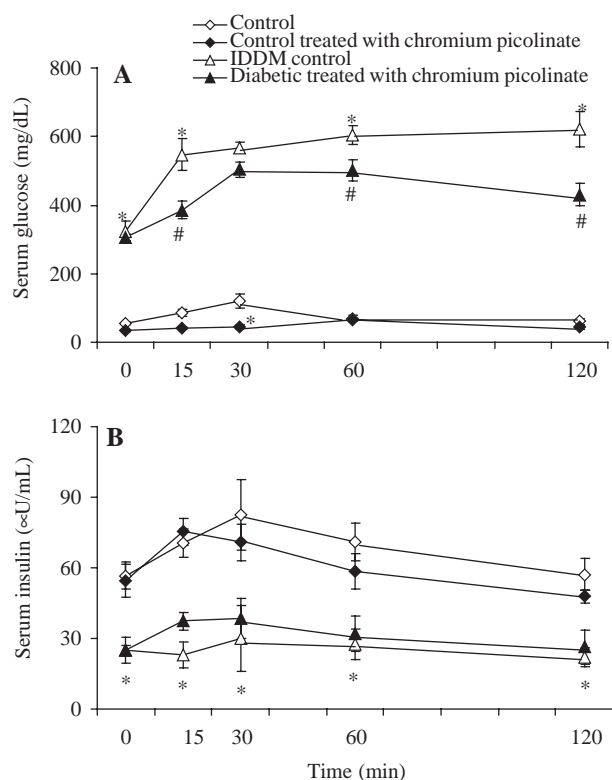 Control
Control treated with chromium picolinate
IDDM control
Diabetic treated with chromium picolinate
A
800
600
400
200
0
Serum glucose (mg/dL)
*
*
*
*
#
#
#
*
0 15 30 60 120
B
120
90
60
30
0
Serum insulin (∝U/mL)
* * * * *
0 15 30 60 120
Time (min)